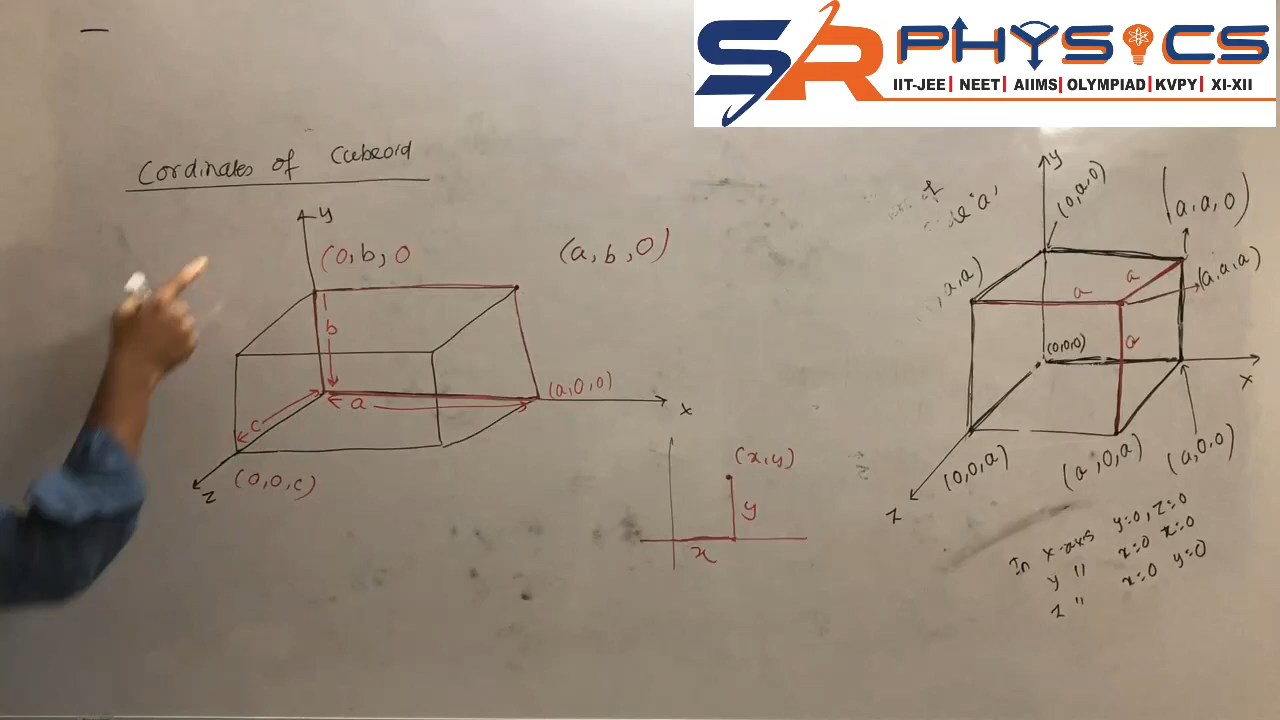 SR PHYSICS
IIT-JEE | NEET | AIIMS | OLYMPIAD | KVPY | XI-XII
Cordinates of Cuboid
y
(0, b, 0
(a, b, 0)
b
a
c
(a, 0, 0)
x
(0, 0, c)
z
(x, y)
y
x
'a'
y
(0, a, 0)
(a, a, 0)
, a, a)
(a, a, a)
a
a
a
(0,0,0)
x
(0, 0, a)
(a, 0, a)
(a, 0, 0)
z
In x-axis y=0, z=0
y " x=0 x=0
z " x=0 y=0